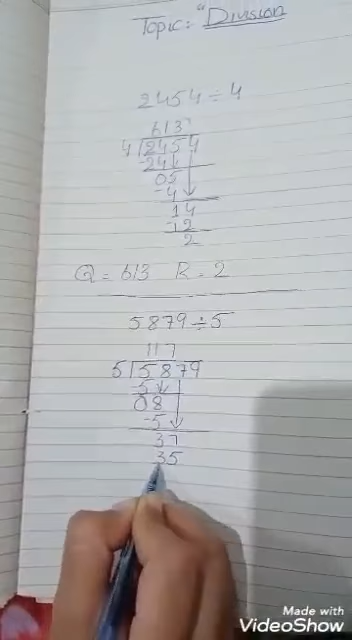 Topic: "Division
2454 ÷ 4
613
4 2454
-24
05
-4
14
-12
2
Q = 613 R = 2
5879 ÷ 5
117
5 5879
-5
08
-5
37
35
Made with
VideoShow